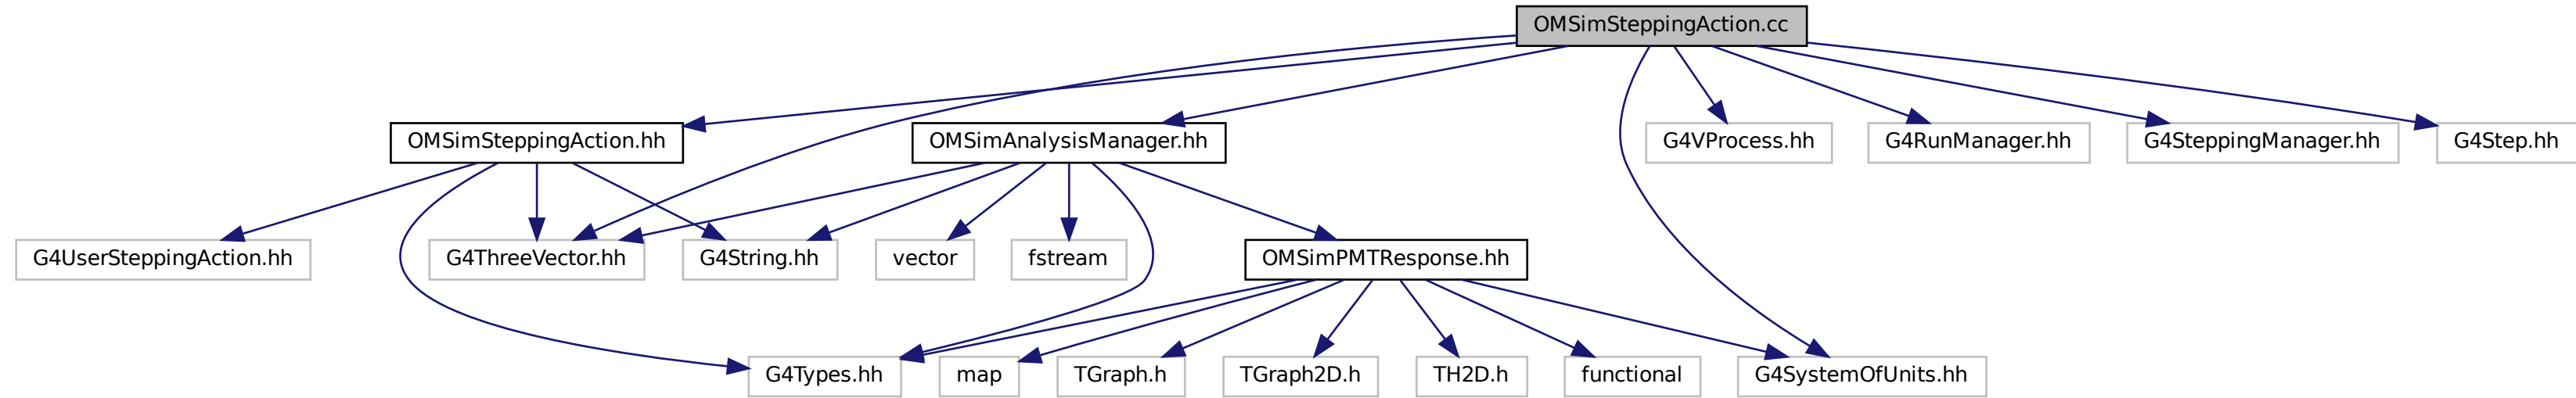 OMSimSteppingAction.cc
OMSimSteppingAction.hh
OMSimAnalysisManager.hh
G4VProcess.hh
G4RunManager.hh
G4SteppingManager.hh
G4Step.hh
G4UserSteppingAction.hh
G4ThreeVector.hh
G4String.hh
vector
fstream
OMSimPMTResponse.hh
G4Types.hh
map
TGraph.h
TGraph2D.h
TH2D.h
functional
G4SystemOfUnits.hh